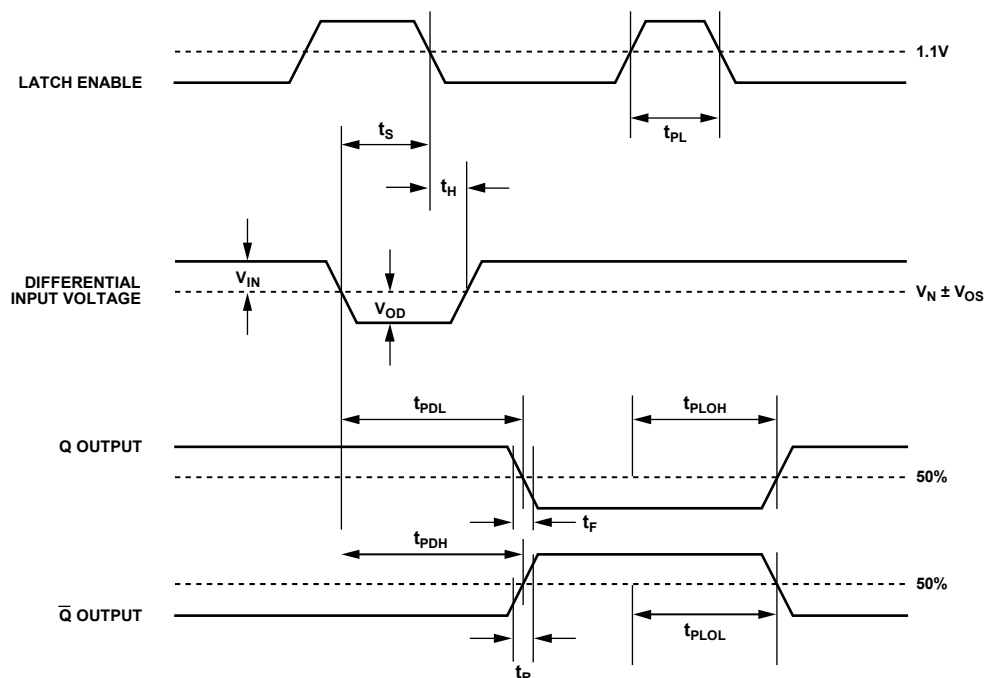 1.1V
LATCH ENABLE
tS
tPL
tH
VIN
DIFFERENTIAL
INPUT VOLTAGE
VN ± VOS
VOD
tPDL
tPLOH
Q OUTPUT
50%
tF
tPDH
50%
Q̅ OUTPUT
tPLOL